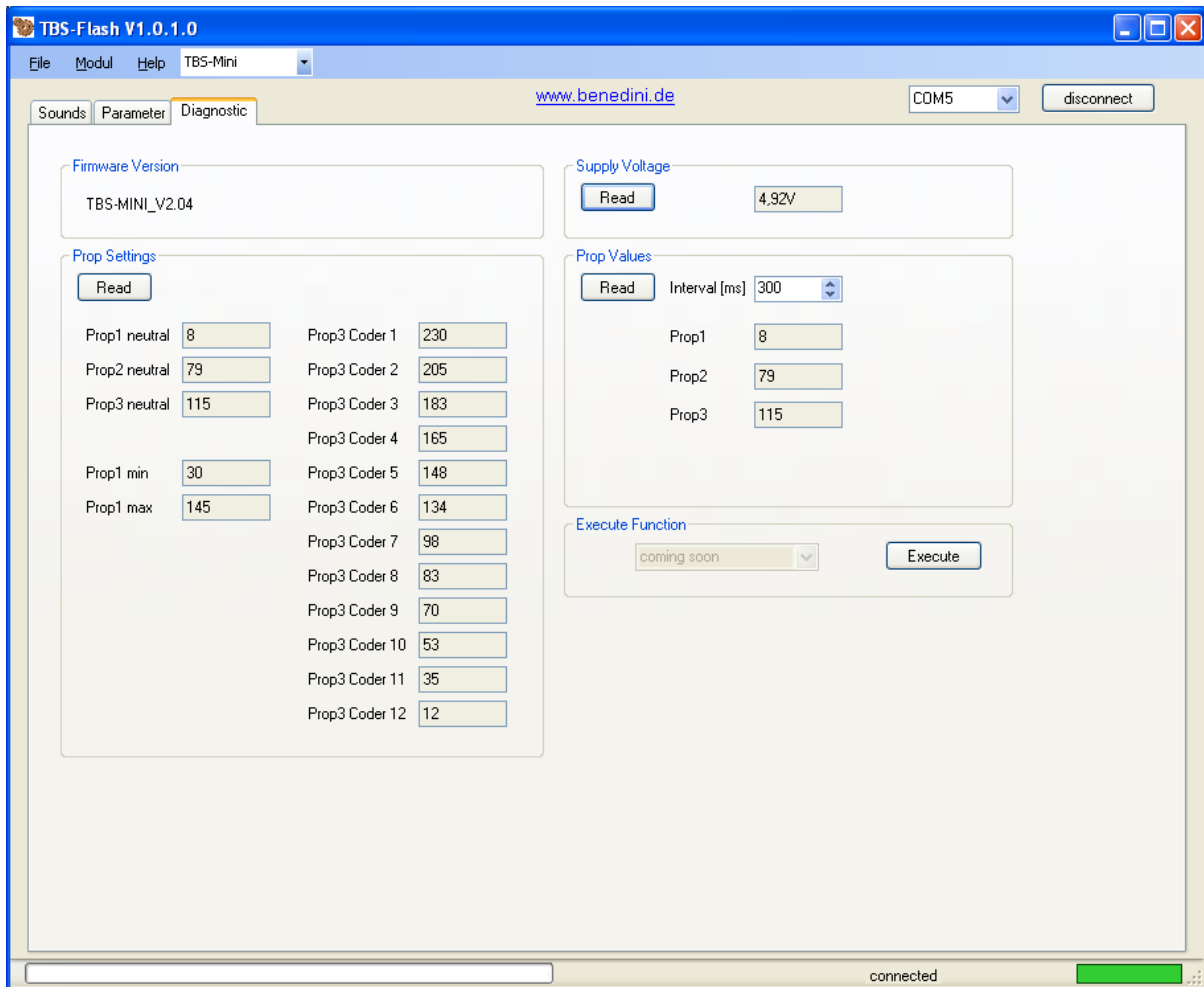 TBS-Flash V1.0.1.0
File Modul Help TBS-Mini
www.benedini.de COM5 disconnect
Sounds Parameter Diagnostic
Firmware Version
TBS-MINI_V2.04
Supply Voltage
Read 4,92V
Prop Settings
Read
Prop1 neutral 8
Prop2 neutral 79
Prop3 neutral 115
Prop1 min 30
Prop1 max 145
Prop3 Coder 1 230
Prop3 Coder 2 205
Prop3 Coder 3 183
Prop3 Coder 4 165
Prop3 Coder 5 148
Prop3 Coder 6 134
Prop3 Coder 7 98
Prop3 Coder 8 83
Prop3 Coder 9 70
Prop3 Coder 10 53
Prop3 Coder 11 35
Prop3 Coder 12 12
Prop Values
Read Interval [ms] 300
Prop1 8
Prop2 79
Prop3 115
Execute Function
coming soon Execute
connected